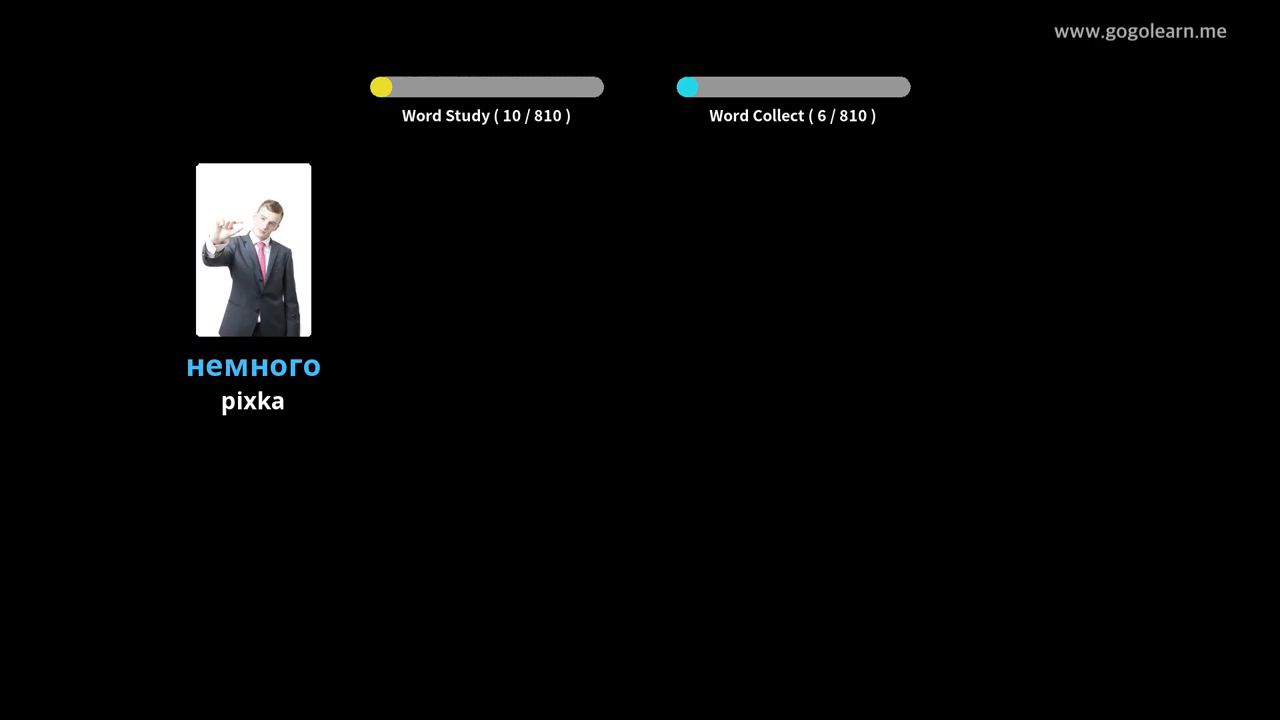 www.gogolearn.me
Word Study ( 10 / 810 )
Word Collect ( 6 / 810 )
немного
pixka